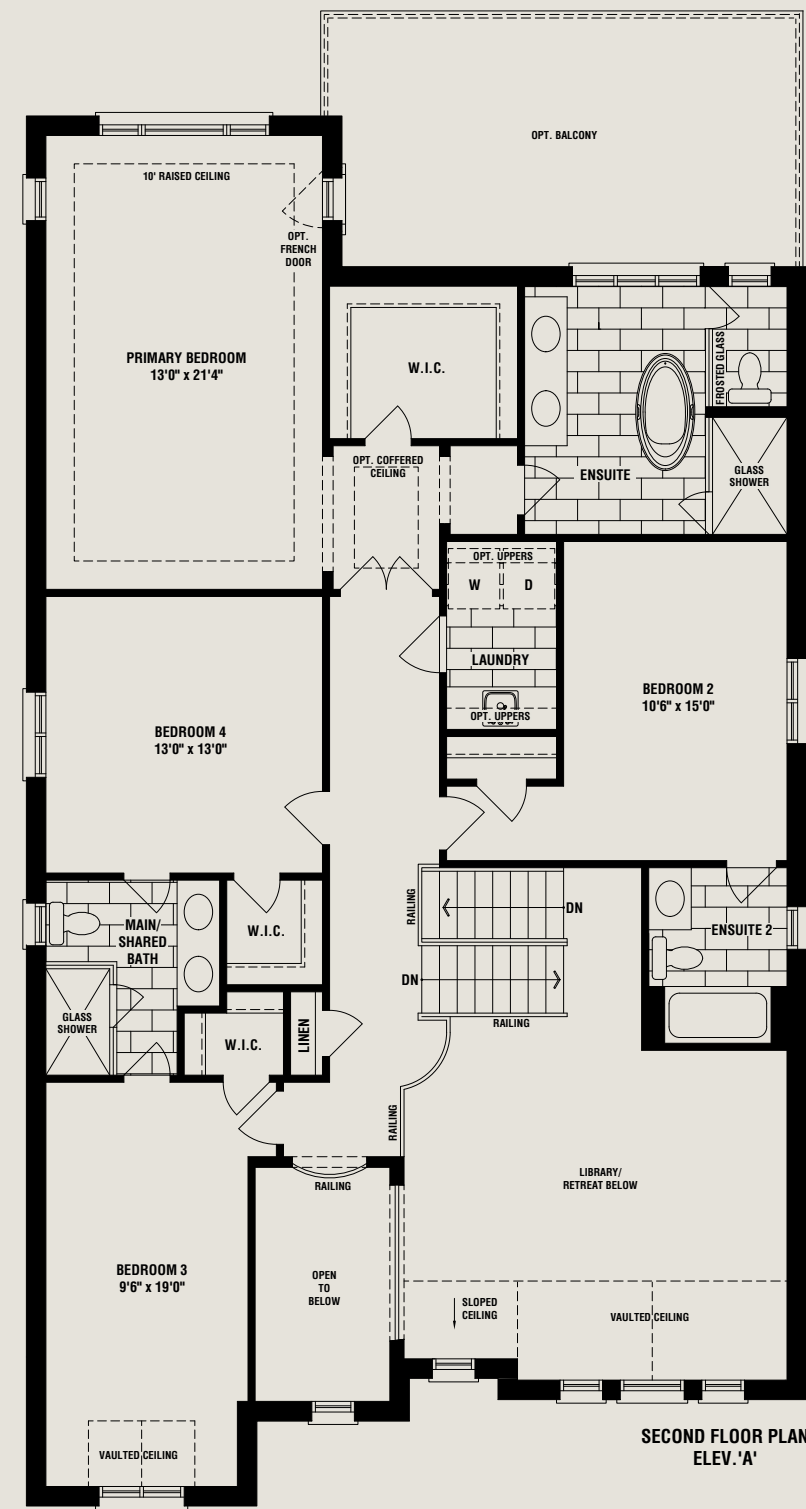 OPT. BALCONY
10' RAISED CEILING
OPT.
FRENCH
DOOR
PRIMARY BEDROOM
13'0" x 21'4"
W.I.C.
FROSTED GLASS
OPT. COFFERED
CEILING
ENSUITE
GLASS
SHOWER
OPT. UPPERS
W
D
LAUNDRY
OPT. UPPERS
BEDROOM 2
10'6" x 15'0"
BEDROOM 4
13'0" x 13'0"
RAILING
DN
MAIN/
SHARED
BATH
W.I.C.
ENSUITE 2
DN
RAILING
GLASS
SHOWER
W.I.C.
LINEN
RAILING
RAILING
LIBRARY/
RETREAT BELOW
BEDROOM 3
9'6" x 19'0"
OPEN
TO
BELOW
SLOPED
CEILING
VAULTED CEILING
VAULTED CEILING
SECOND FLOOR PLAN
ELEV.'A'